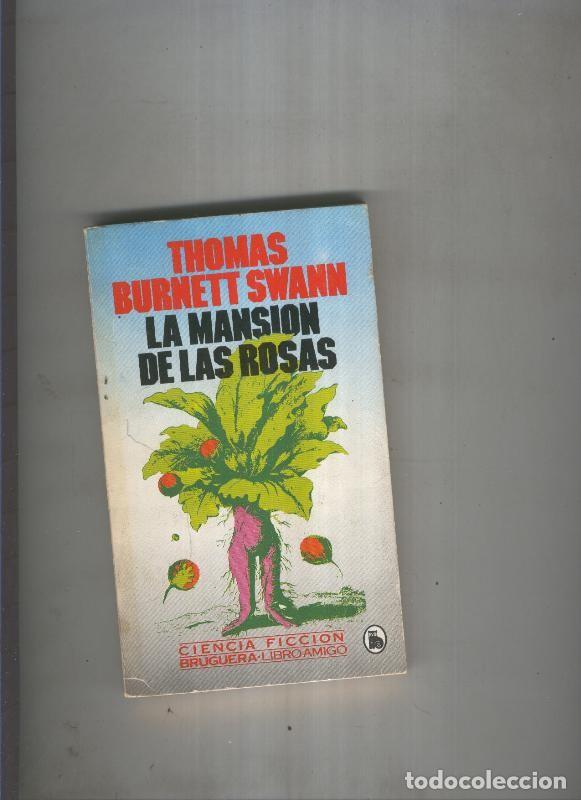 THOMAS
BURNETT SWANN
LA MANSION
DE LAS ROSAS
CIENCIA FICCION
BRUGUERA·LIBRO AMIGO
todocoleccion